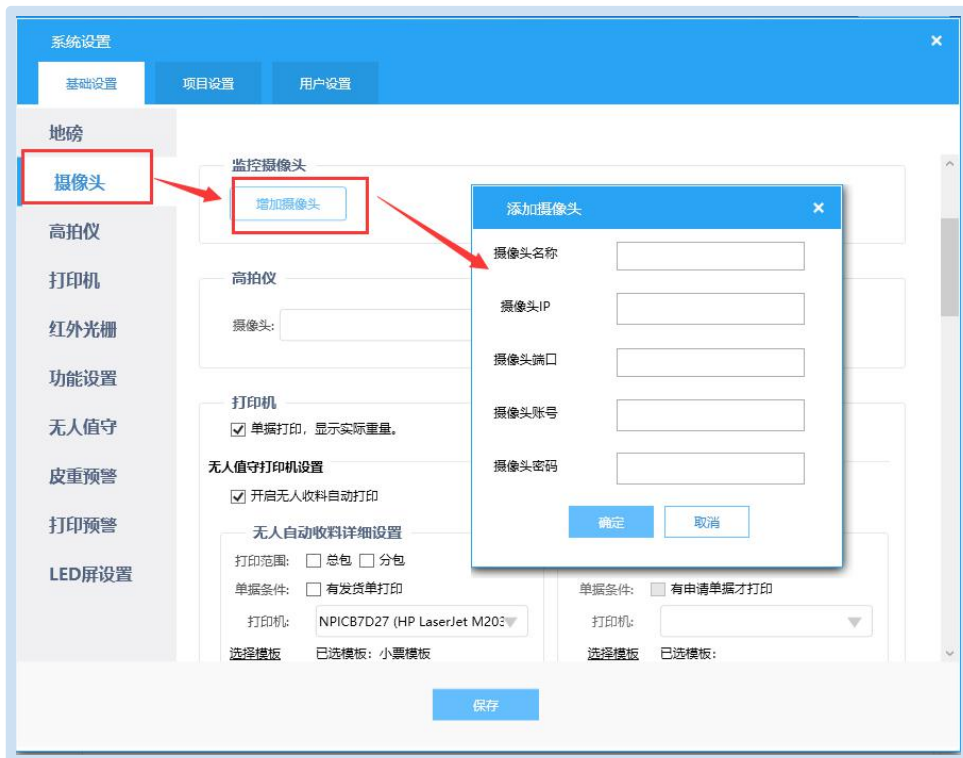 系统设置
基础设置 项目设置 用户设置
地磅
摄像头
高拍仪
打印机
红外光栅
功能设置
无人值守
皮重预警
打印预警
LED屏设置
监控摄像头
增加摄像头
高拍仪
摄像头:
打印机
单据打印，显示实际重量。
无人值守打印机设置
开启无人收料自动打印
无人自动收料详细设置
打印范围: 总包 分包
单据条件: 有发货单打印
打印机: NPICB7D27 (HP LaserJet M203
选择模板 已选模板：小票模板
单据条件: 有申请单据才打印
打印机:
选择模板 已选模板：
添加摄像头
摄像头名称
摄像头IP
摄像头端口
摄像头账号
摄像头密码
确定 取消
保存